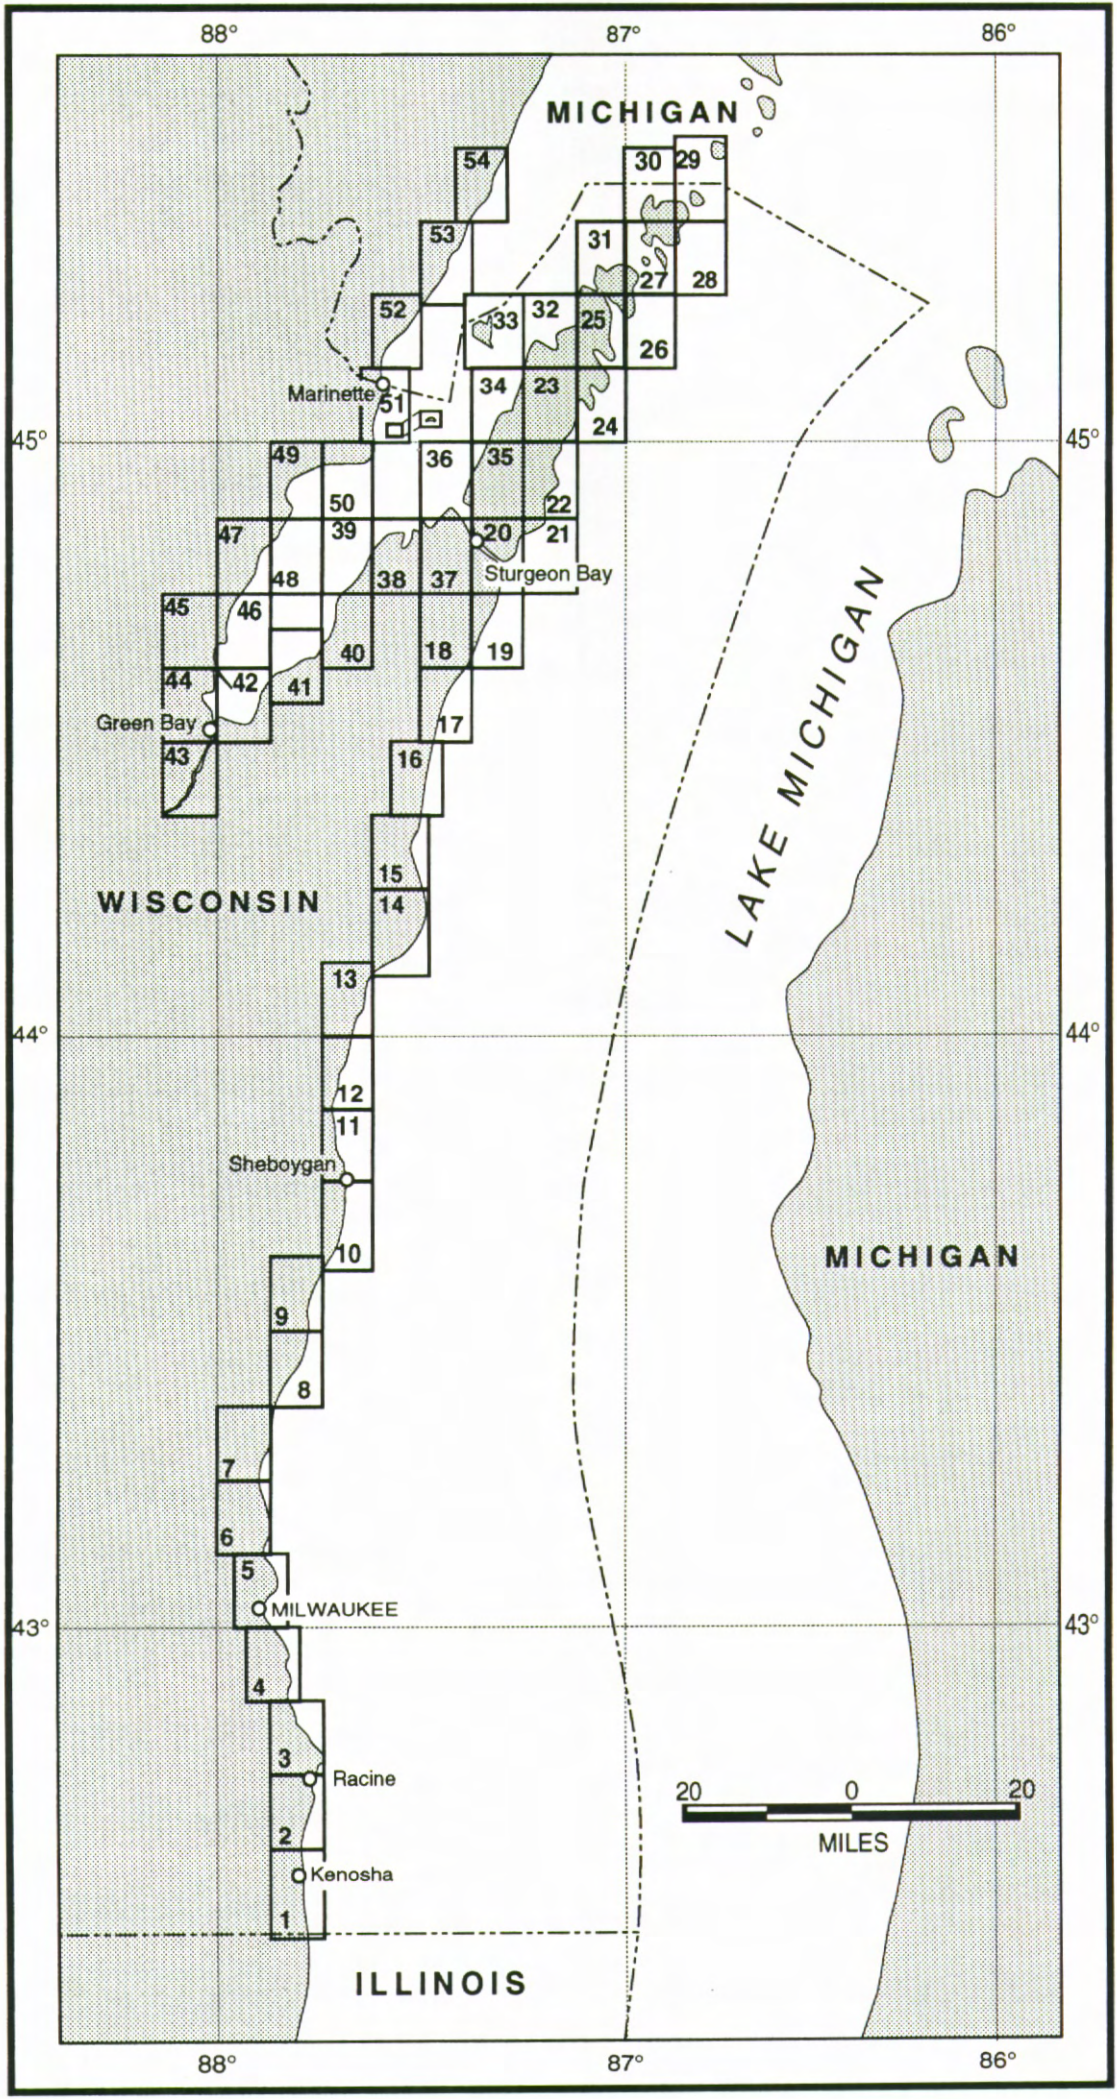 88° 87° 86°
MICHIGAN
54 30 29
53 31 27 28
52 33 32 25 26
Marinette 51 34 23 24
45° 45°
49 36 35
50 22
47 39 20 21
Sturgeon Bay
48 38 37
45 46
40 18 19
44 42 41
Green Bay 17
43 16
LAKE MICHIGAN
15
WISCONSIN 14
13
44° 44°
12
11
Sheboygan
10
MICHIGAN
9
8
7
6
5
MILWAUKEE
43° 43°
4
3
Racine
20 0 20
MILES
2
Kenosha
1
ILLINOIS
88° 87° 86°